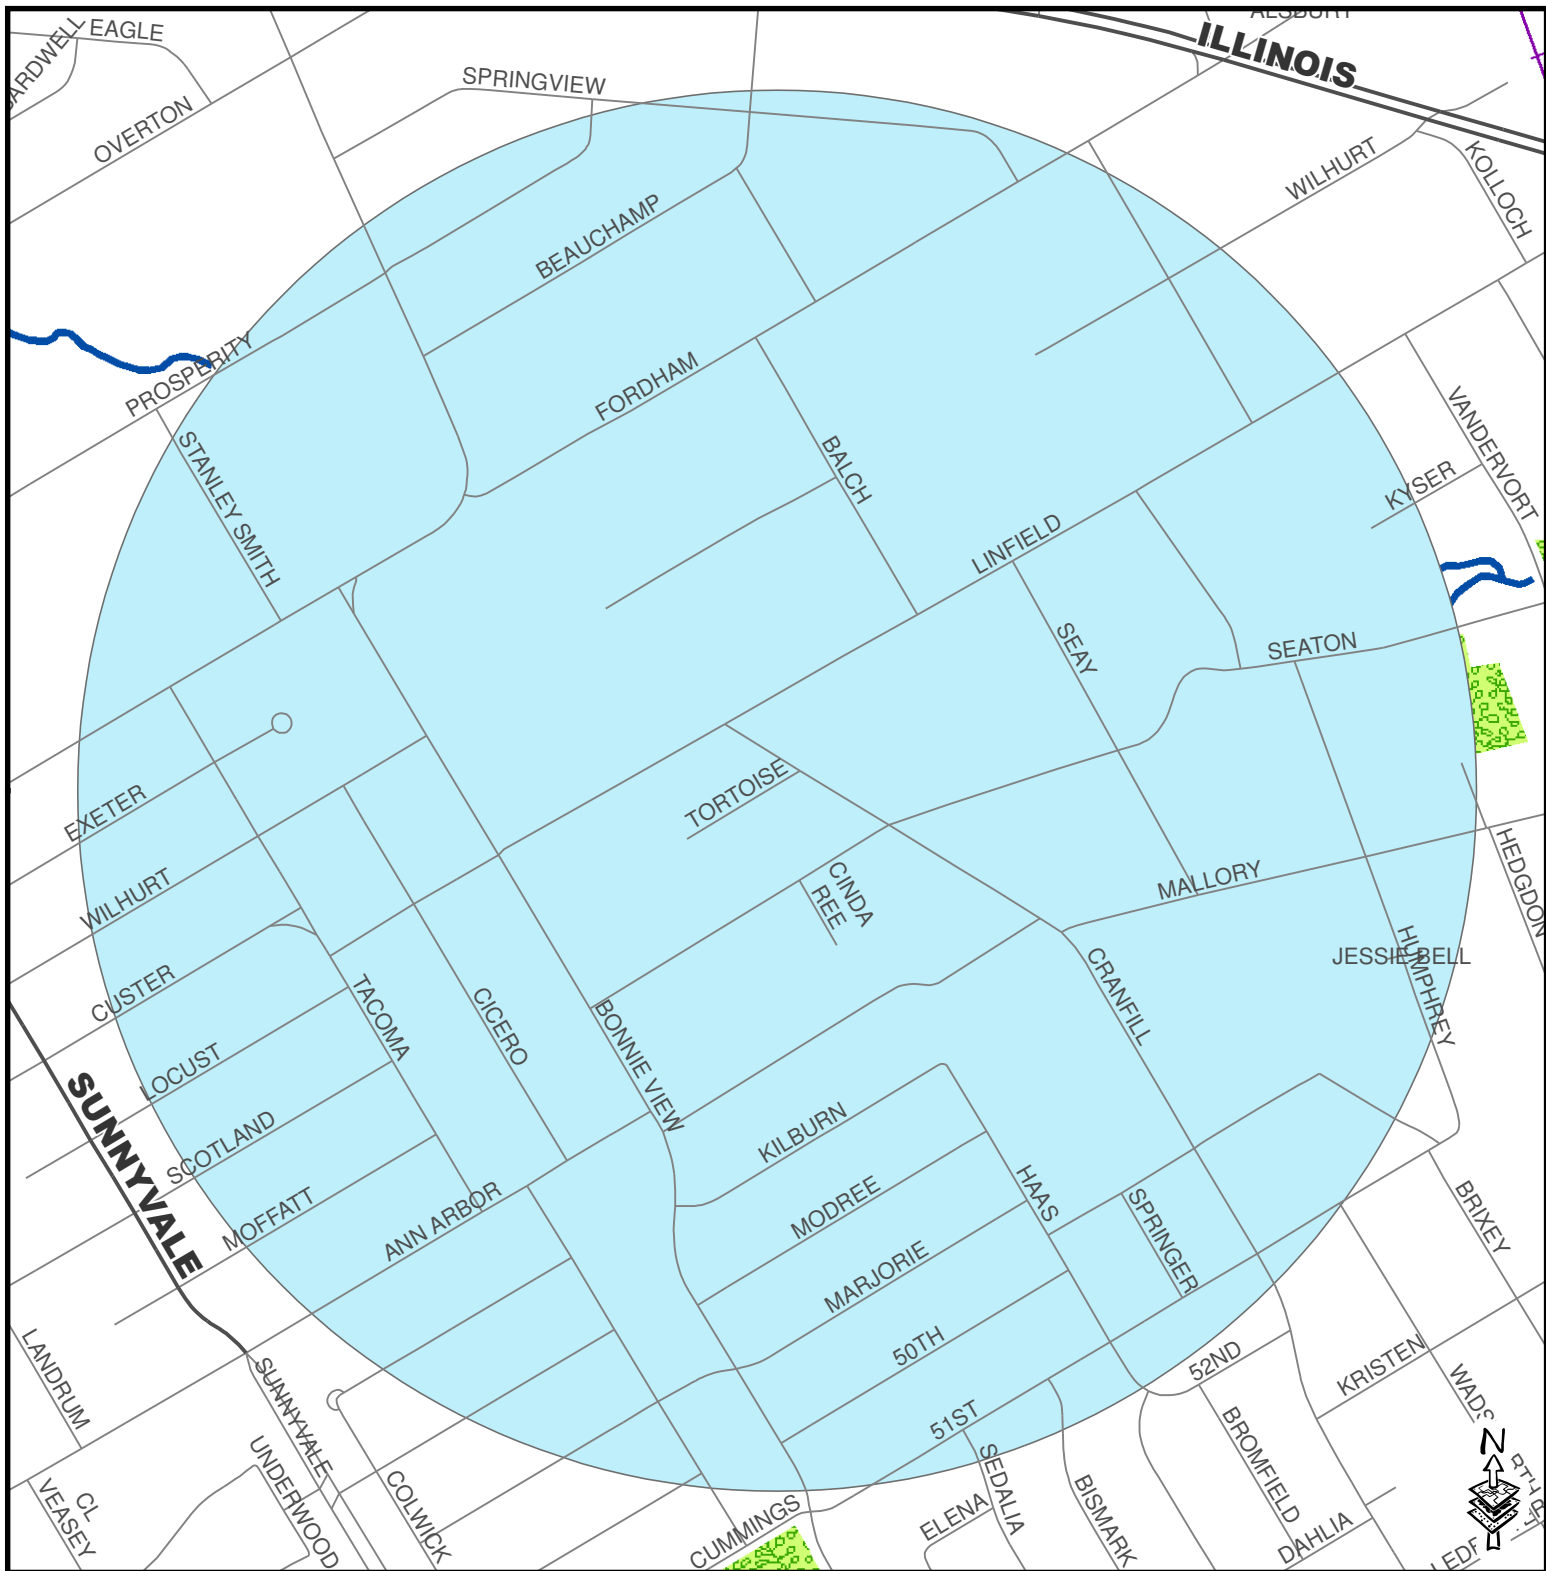 ALSBURY
EAGLE
ILLINOIS
SPRINGVIEW
OVERTON
WILHURT
KOLLOCH
BEAUCHAMP
PROSPERITY
FORDHAM
VANDERVORT
STANLEY SMITH
BALCH
KYSER
LINFIELD
SEAY
SEATON
TORTOISE
EXETER
WILHURT
CINDA
REE
MALLORY
HEDGDON
CUSTER
JESSIE BELL
HUMPHREY
TACOMA
CICERO
BONNIE VIEW
CRANFILL
LOCUST
SCOTLAND
SUNNYVALE
KILBURN
MOFFATT
ANN ARBOR
MODREE
HAAS
SPRINGER
BRIXEY
MARJORIE
LANDRUM
50TH
52ND
KRISTEN
SUNNYVALE
51ST
BROMFIELD
UNDERWOOD
COLWICK
SEDALIA
BISMARK
CL
VEASEY
CUMMINGS
ELENA
DAHLIA
N